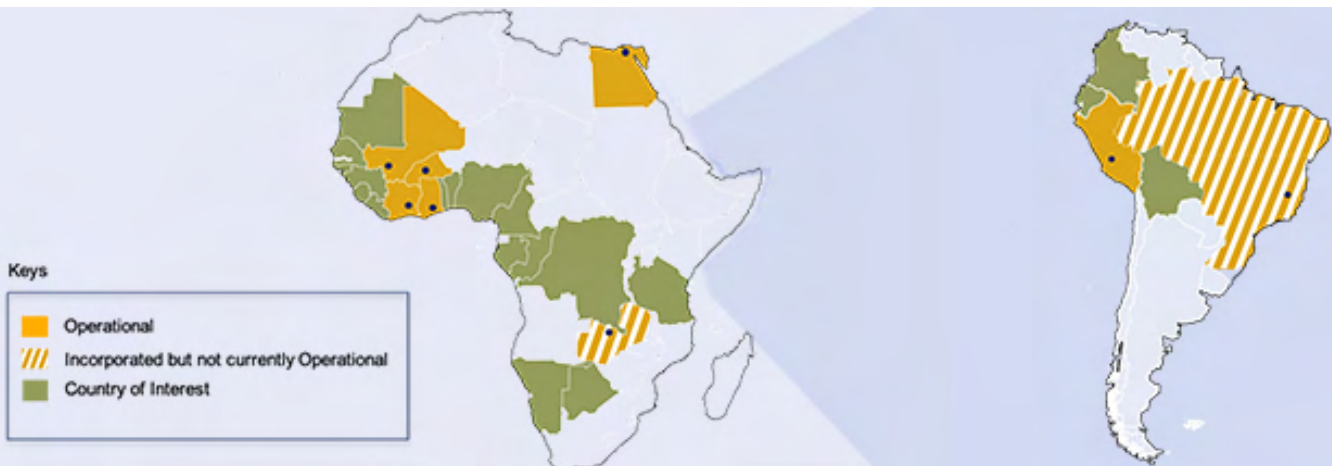 Keys
Operational
Incorporated but not currently Operational
Country of Interest